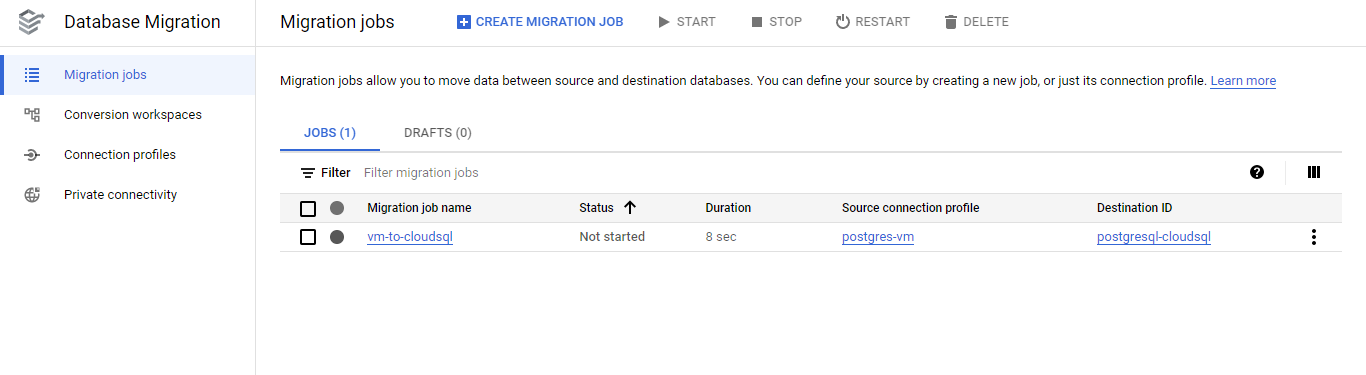 Database Migration
Migration jobs
CREATE MIGRATION JOB
START
STOP
RESTART
DELETE
Migration jobs
Conversion workspaces
Connection profiles
Private connectivity
Migration jobs allow you to move data between source and destination databases. You can define your source by creating a new job, or just its connection profile. Learn more
JOBS (1)
DRAFTS (0)
Filter Filter migration jobs
Migration job name Status Duration Source connection profile Destination ID
vm-to-cloudsql Not started 8 sec postgres-vm postgresql-cloudsql